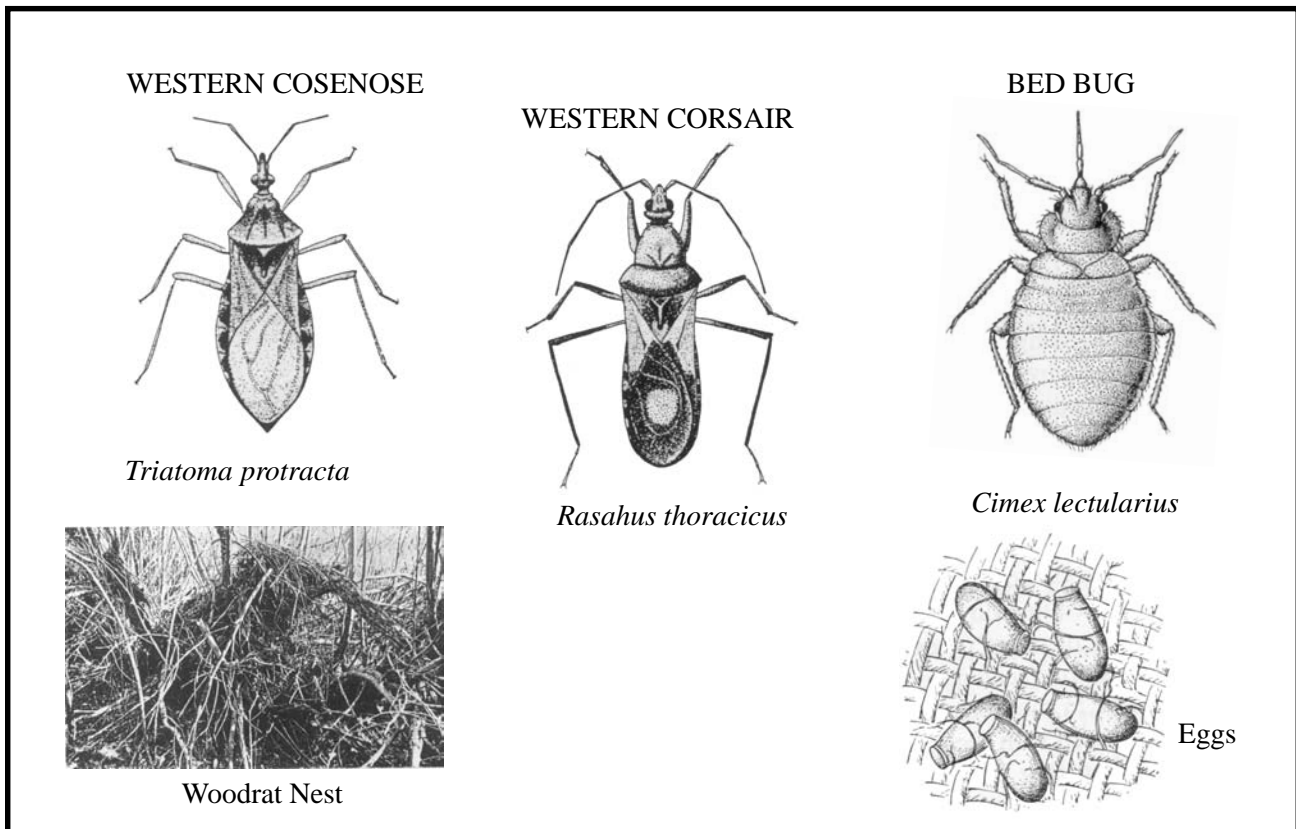 WESTERN COSENOSE
Triatoma protracta
Woodrat Nest
WESTERN CORSAIR
Rasahus thoracicus
BED BUG
Cimex lectularius
Eggs